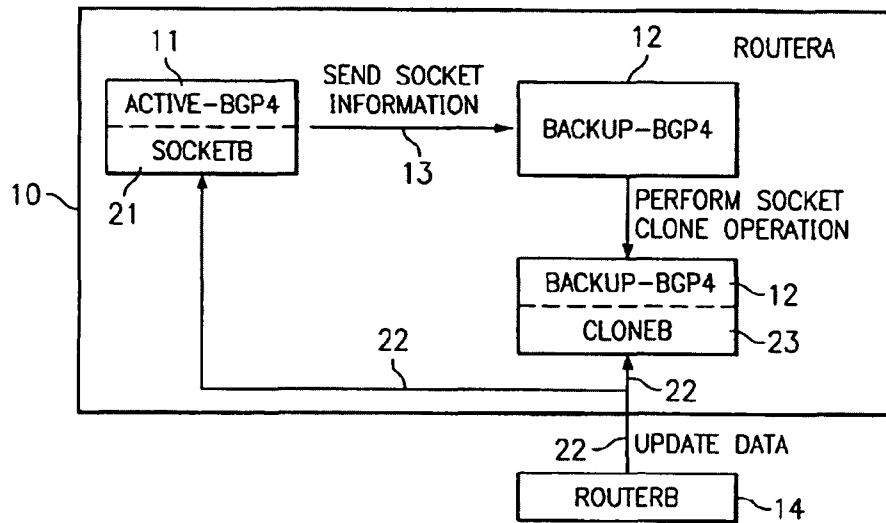 11
ACTIVE-BGP4
SOCKETB
21
SEND SOCKET
INFORMATION
13
12
ROUTERA
BACKUP-BGP4
10
PERFORM SOCKET
CLONE OPERATION
BACKUP-BGP4
12
CLONEB
23
22
22
22
UPDATE DATA
ROUTERB
14